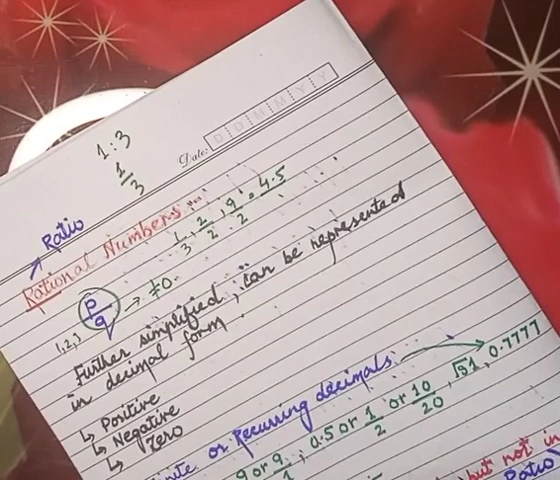 1:3
1/3
Date: D D M M Y Y
Ratio
Rational Numbers
1/3, 2/2, 9/2 = 4.5
p/q → ≠0.
1,2,3
Further simplified, can be represented
in decimal form.
↳ Positive
↳ Negative
↳ Zero
or Recurring decimals
9 or 9/1, 0.5 or 1/2 or 10/20, 0.7777
but not in
Ratio